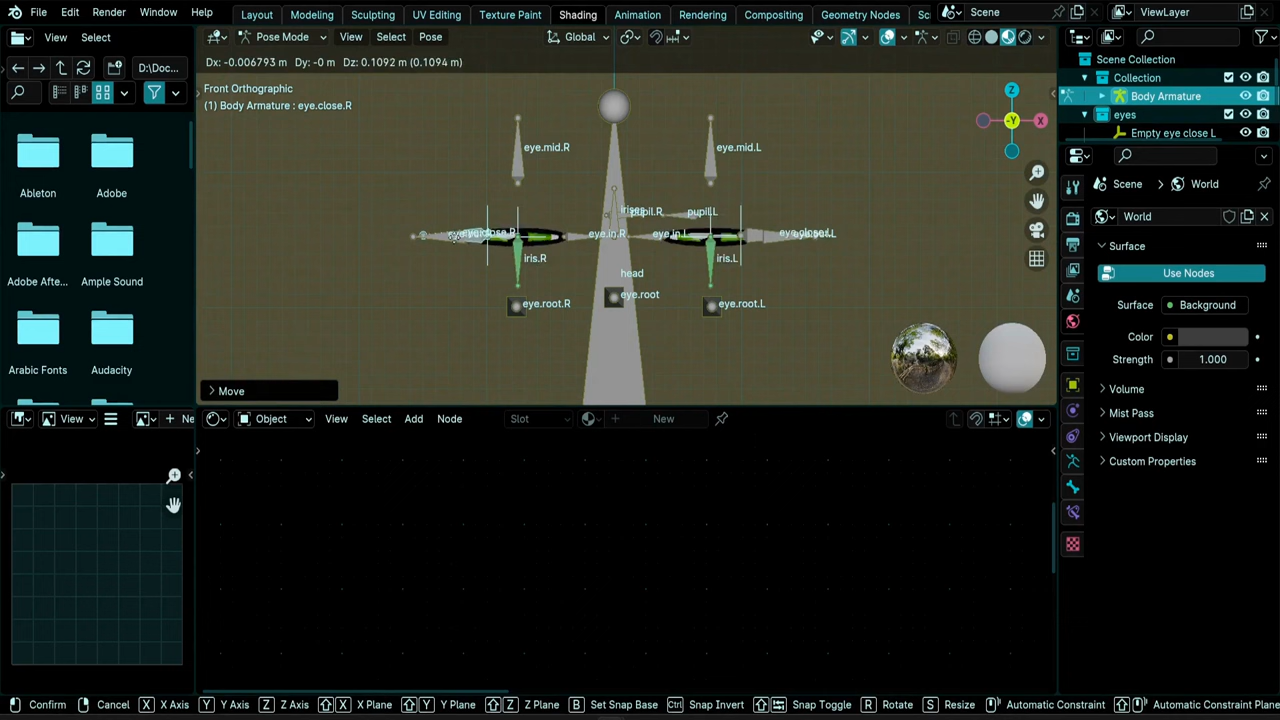 File Edit Render Window Help
Layout Modeling Sculpting UV Editing Texture Paint Shading Animation Rendering Compositing Geometry Nodes Sc
Scene
ViewLayer
View Select
D:\Doc...
Ableton Adobe
Adobe Afte... Ample Sound
Arabic Fonts Audacity
Pose Mode View Select Pose Global
Dx: -0.006793 m Dy: -0 m Dz: 0.1092 m (0.1094 m)
Front Orthographic
(1) Body Armature : eye.close.R
Z
-Y
X
eye.mid.R eye.mid.L
pupil.R pupil.L
eye.in.R
iris.R iris.L
head
eye.root.R eye.root eye.root.L
Move
Scene Collection
Collection
Body Armature
eyes
Empty eye close L
Scene World
World
Surface
Use Nodes
Surface: Background
Color:
Strength: 1.000
Volume
Mist Pass
Viewport Display
Custom Properties
View Ne
Object View Select Add Node Slot New
Confirm Cancel X X Axis Y Y Axis Z Z Axis X X Plane Y Y Plane Z Z Plane B Set Snap Base Ctrl Snap Invert Snap Toggle R Rotate S Resize Automatic Constraint Automatic Constraint Plane